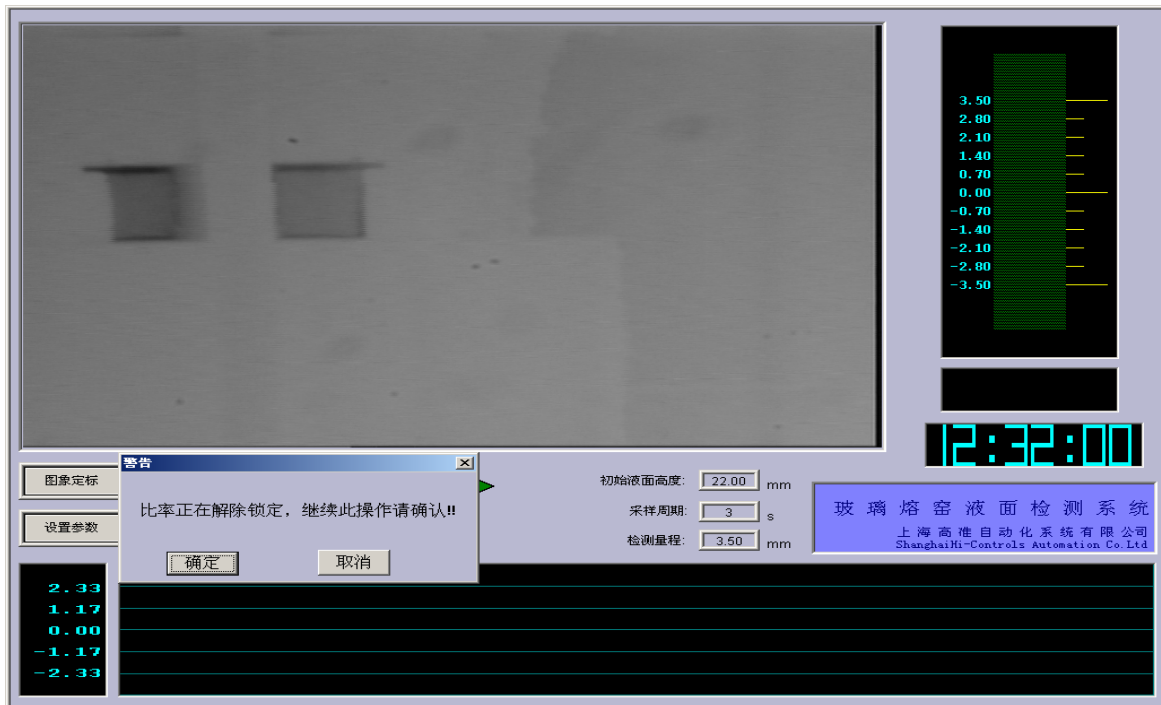 3.50
2.80
2.10
1.40
0.70
0.00
-0.70
-1.40
-2.10
-2.80
-3.50
12:32:00
图象定标
设置参数
警告
比率正在解除锁定，继续此操作请确认!!
确定
取消
初始液面高度: 22.00 mm
采样周期: 3 s
检测量程: 3.50 mm
玻璃熔窑液面检测系统
上海高准自动化系统有限公司
ShanghaiHi-Controls Automation Co.Ltd
2.33
1.17
0.00
-1.17
-2.33